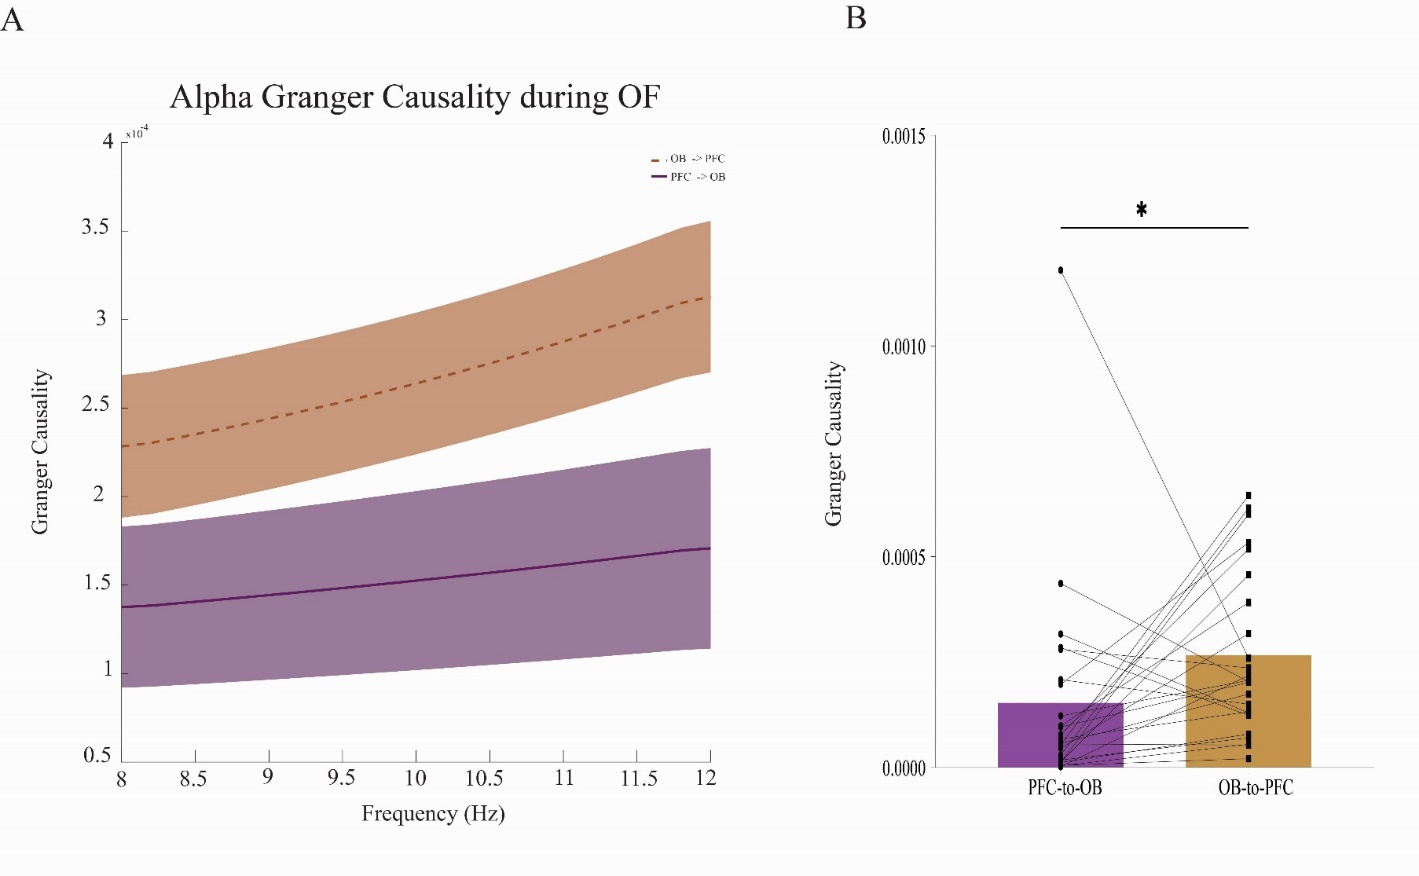 A
Alpha Granger Causality during OF
x10-4
4
3.5
3
2.5
2
1.5
1
0.5
Granger Causality
OB -> PFC
PFC -> OB
8 8.5 9 9.5 10 10.5 11 11.5 12
Frequency (Hz)
B
0.0015
0.0010
0.0005
0.0000
Granger Causality
*
PFC-to-OB OB-to-PFC